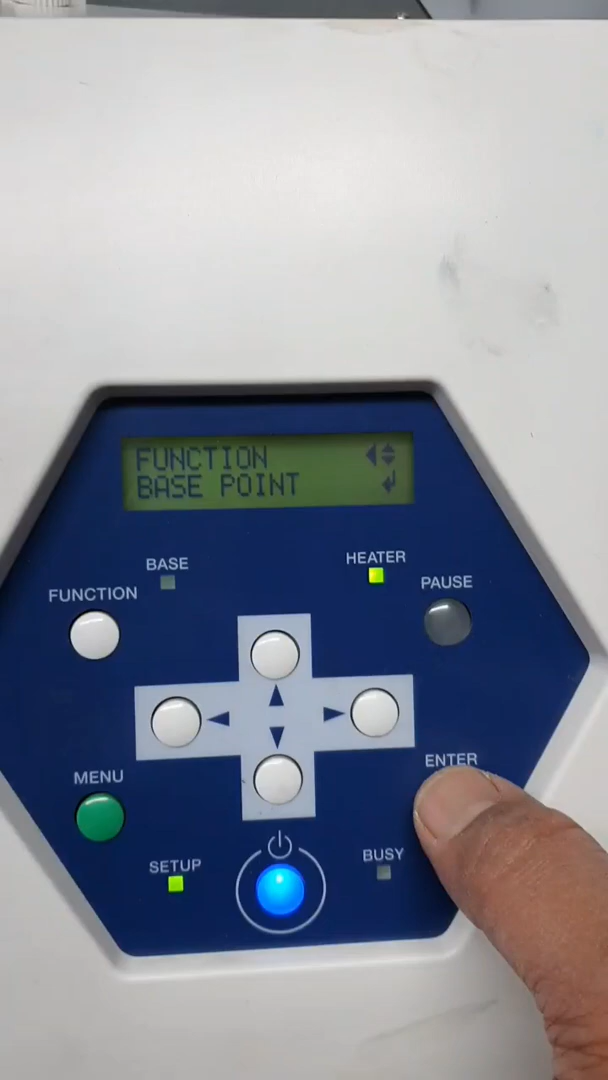 FUNCTION
BASE POINT
BASE
HEATER
FUNCTION
PAUSE
MENU
ENTER
SETUP
BUSY